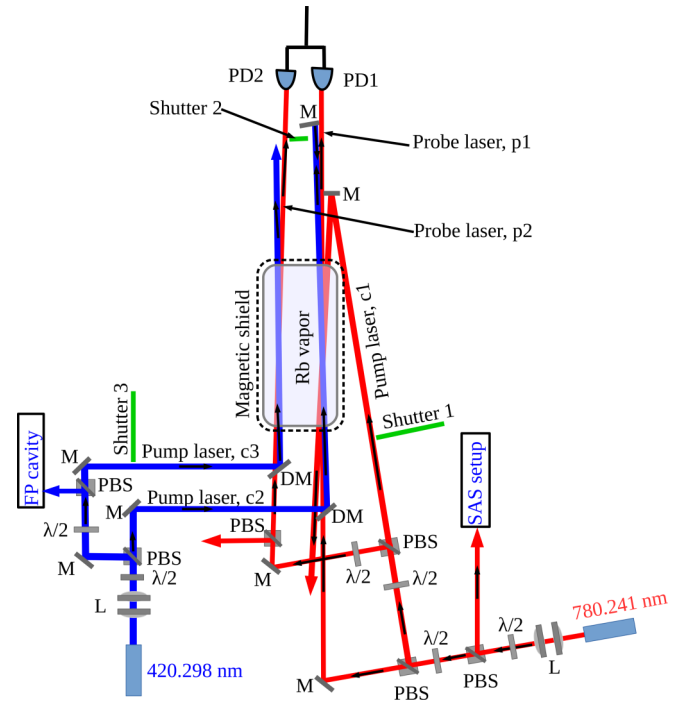 PD2
PD1
Shutter 2
M
Probe laser, p1
M
Probe laser, p2
Magnetic shield
Rb vapor
Pump laser, c1
Shutter 3
Shutter 1
FP cavity
M
Pump laser, c3
DM
SAS setup
PBS
M
Pump laser, c2
DM
λ/2
PBS
PBS
M
PBS
λ/2
M
λ/2
λ/2
L
780.241 nm
λ/2
λ/2
420.298 nm
M
PBS
PBS
L